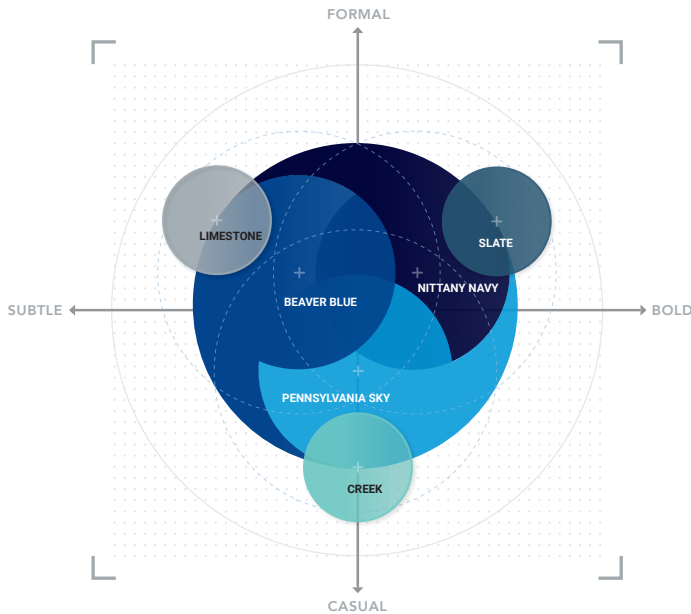 FORMAL
LIMESTONE
SLATE
NITTANY NAVY
BEAVER BLUE
SUBTLE
BOLD
PENNSYLVANIA SKY
CREEK
CASUAL